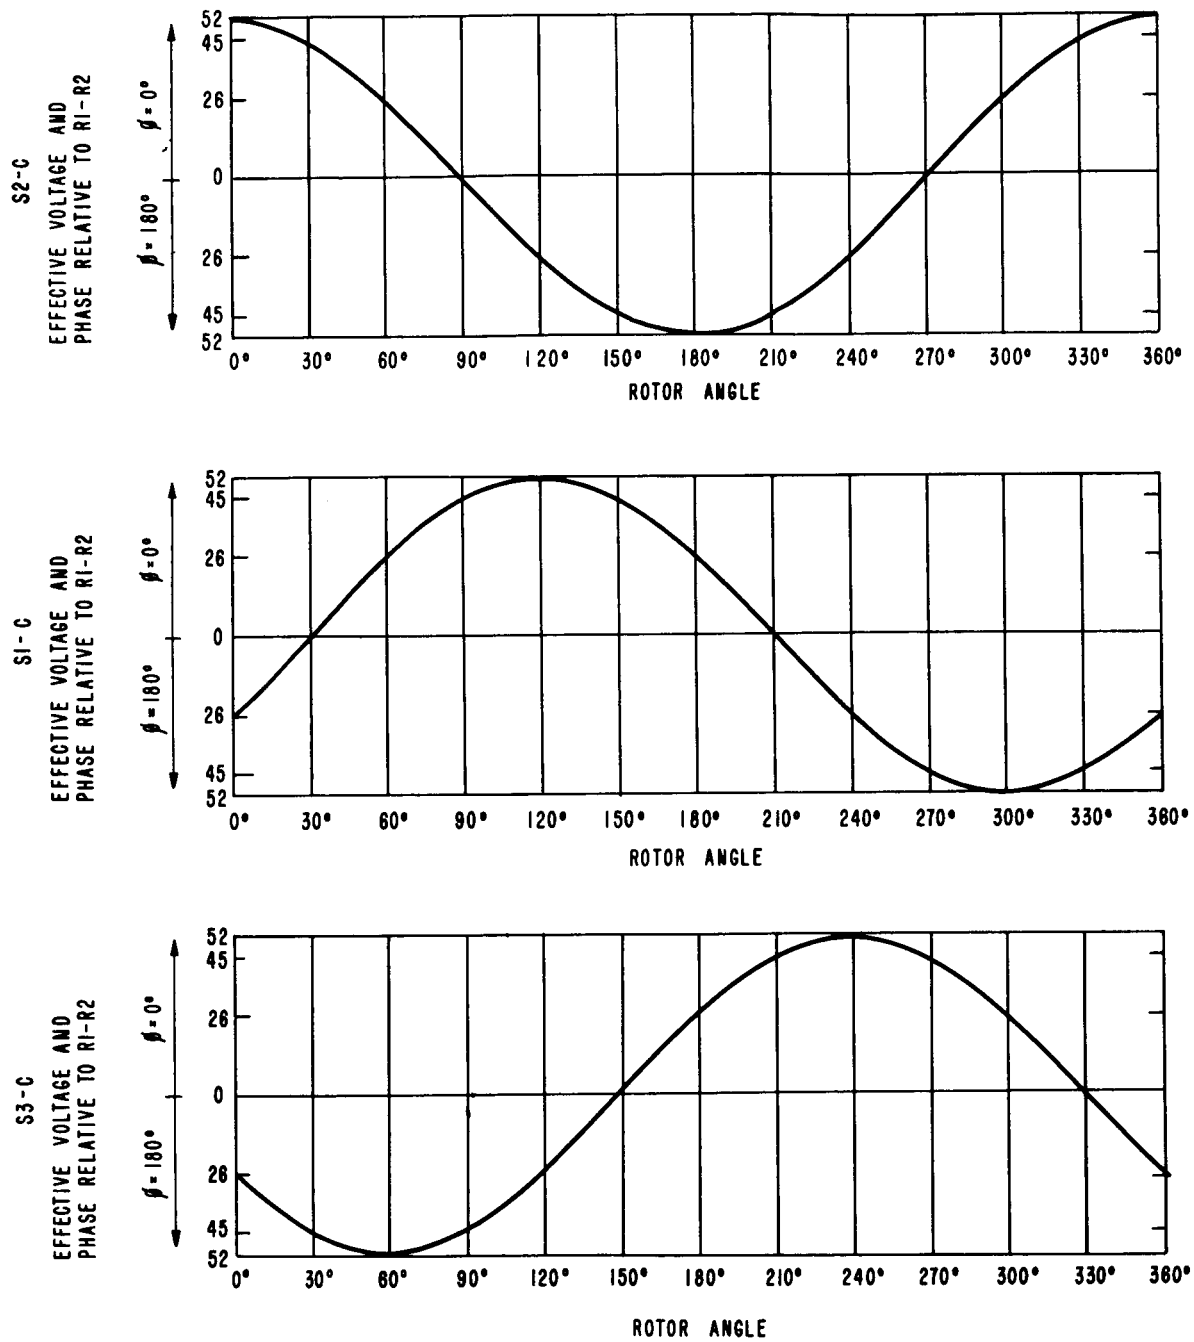 S2-C
EFFECTIVE VOLTAGE AND
PHASE RELATIVE TO R1-R2
ø=0°
ø=180°
52
45
26
0
26
45
52
0° 30° 60° 90° 120° 150° 180° 210° 240° 270° 300° 330° 360°
ROTOR ANGLE
S1-C
EFFECTIVE VOLTAGE AND
PHASE RELATIVE TO R1-R2
ø=0°
ø=180°
52
45
26
0
26
45
52
0° 30° 60° 90° 120° 150° 180° 210° 240° 270° 300° 330° 360°
ROTOR ANGLE
S3-C
EFFECTIVE VOLTAGE AND
PHASE RELATIVE TO R1-R2
ø=0°
ø=180°
52
45
26
0
26
45
52
0° 30° 60° 90° 120° 150° 180° 210° 240° 270° 300° 330° 360°
ROTOR ANGLE